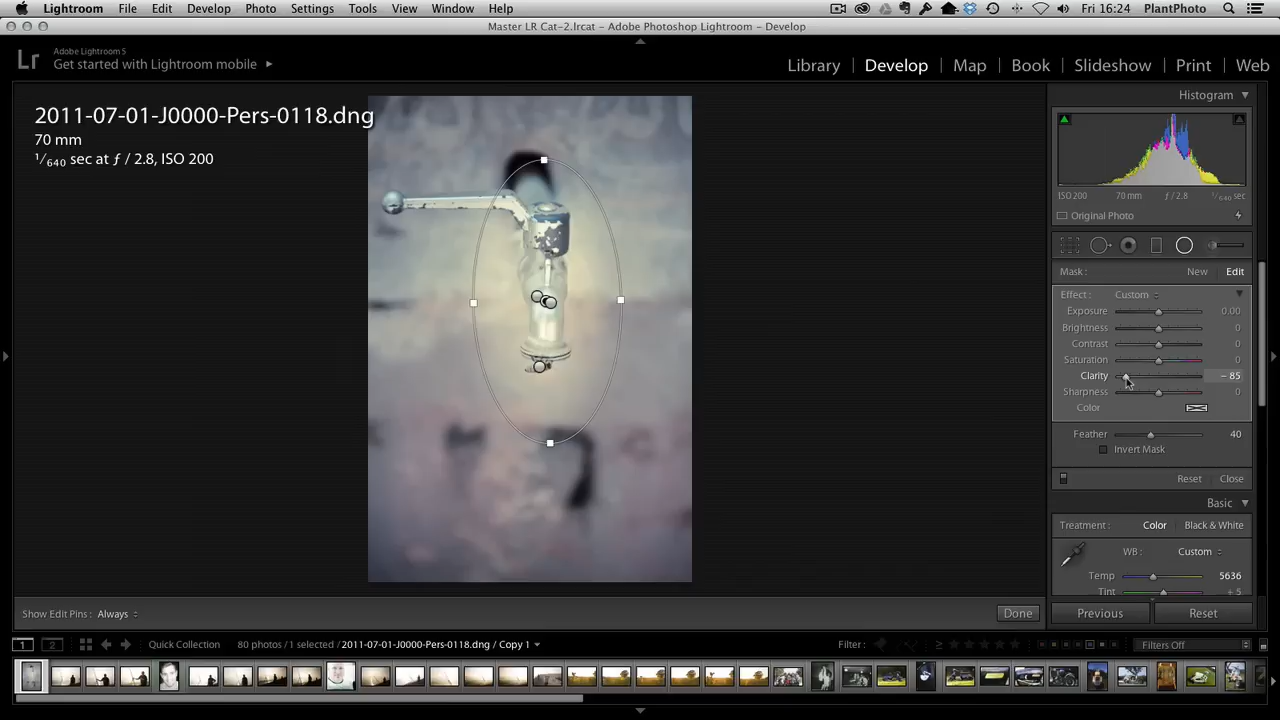 Lightroom File Edit Develop Photo Settings Tools View Window Help Fri 16:24 PlantPhoto
Master LR Cat-2.lrcat - Adobe Photoshop Lightroom - Develop
Lr Adobe Lightroom 5
Get started with Lightroom mobile
Library Develop Map Book Slideshow Print Web
2011-07-01-J0000-Pers-0118.dng
70 mm
1/640 sec at ƒ / 2.8, ISO 200
Histogram
ISO 200 70 mm ƒ / 2.8 1/640 sec
Original Photo
Mask : New Edit
Effect : Custom
Exposure 0.00
Brightness 0
Contrast 0
Saturation 0
Clarity – 85
Sharpness 0
Color
Feather 40
Invert Mask
Reset Close
Basic
Treatment : Color Black & White
WB : Custom
Temp 5636
Tint + 5
Show Edit Pins : Always Done Previous Reset
1 2 Quick Collection 80 photos / 1 selected / 2011-07-01-J0000-Pers-0118.dng / Copy 1 Filter : ≥ Filters Off